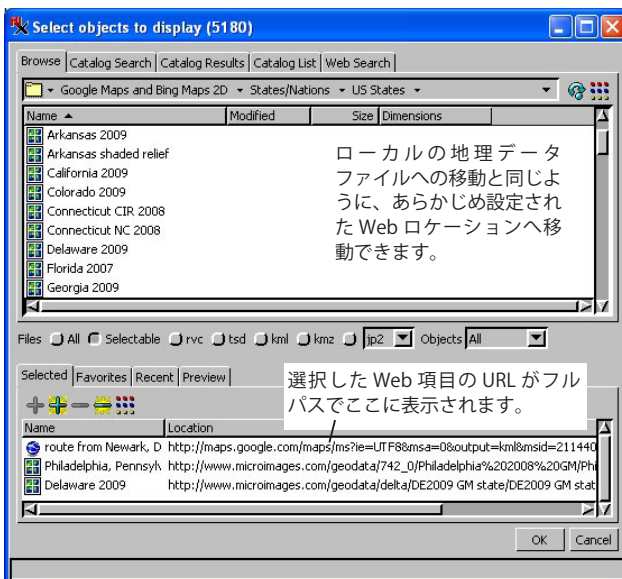 Select objects to display (5180)
Browse Catalog Search Catalog Results Catalog List Web Search
Google Maps and Bing Maps 2D States/Nations US States
Name Modified Size Dimensions
Arkansas 2009
Arkansas shaded relief
California 2009
Colorado 2009
Connecticut CIR 2008
Connecticut NC 2008
Delaware 2009
Florida 2007
Georgia 2009
ローカルの地理データ
ファイルへの移動と同じよ
うに、あらかじめ設定され
た Web ロケーションへ移
動できます。
Files All Selectable rvc tsd kml kmz jp2 Objects All
Selected Favorites Recent Preview
選択した Web 項目の URL がフル
パスでここに表示されます。
Name Location
route from Newark, D http://maps.google.com/maps/ms?ie=UTF8&msa=0&output=kml&msid=211440
Philadelphia, Pennsylv http://www.microimages.com/geodata/742_0/Philadelphia%202008%20GM/Phi
Delaware 2009 http://www.microimages.com/geodata/delta/DE2009 GM state/DE2009 GM stat
OK Cancel